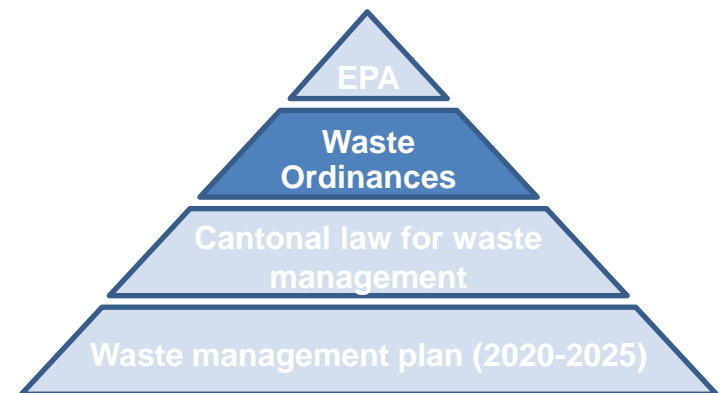 EPA
Waste
Ordinances
Cantonal law for waste
management
Waste management plan (2020-2025)